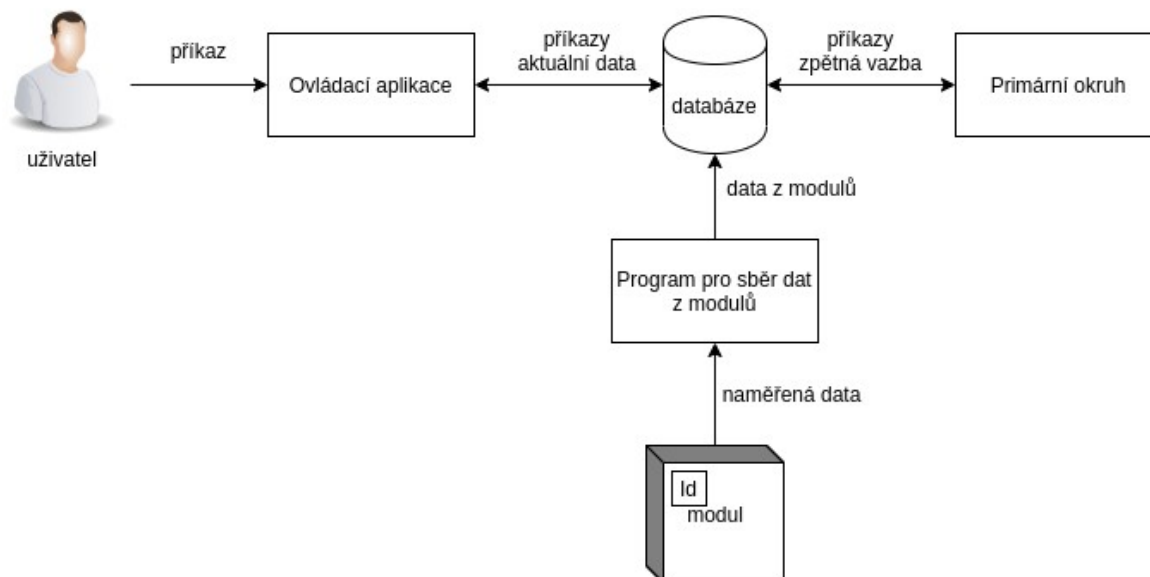 příkaz
Ovládací aplikace
příkazy
aktuální data
databáze
příkazy
zpětná vazba
Primární okruh
uživatel
data z modulů
Program pro sběr dat
z modulů
naměřená data
Id
modul